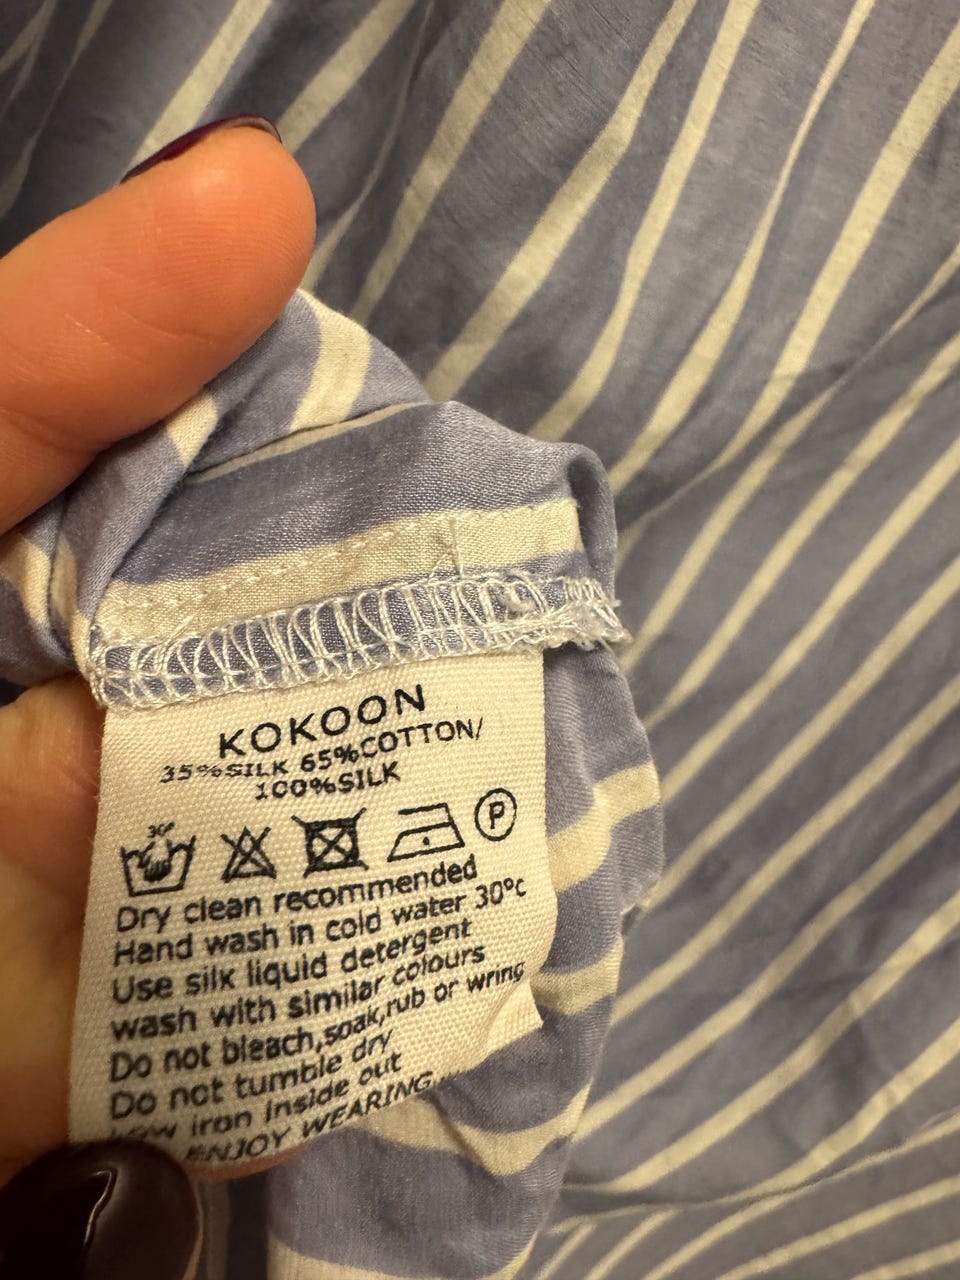 KOKOON
35%SILK 65%COTTON/
100%SILK
30° P
Dry clean recommended
Hand wash in cold water 30°c
Use silk liquid detergent
wash with similar colours
Do not bleach,soak,rub or wring
Do not tumble dry
Low iron inside out
ENJOY WEARING...